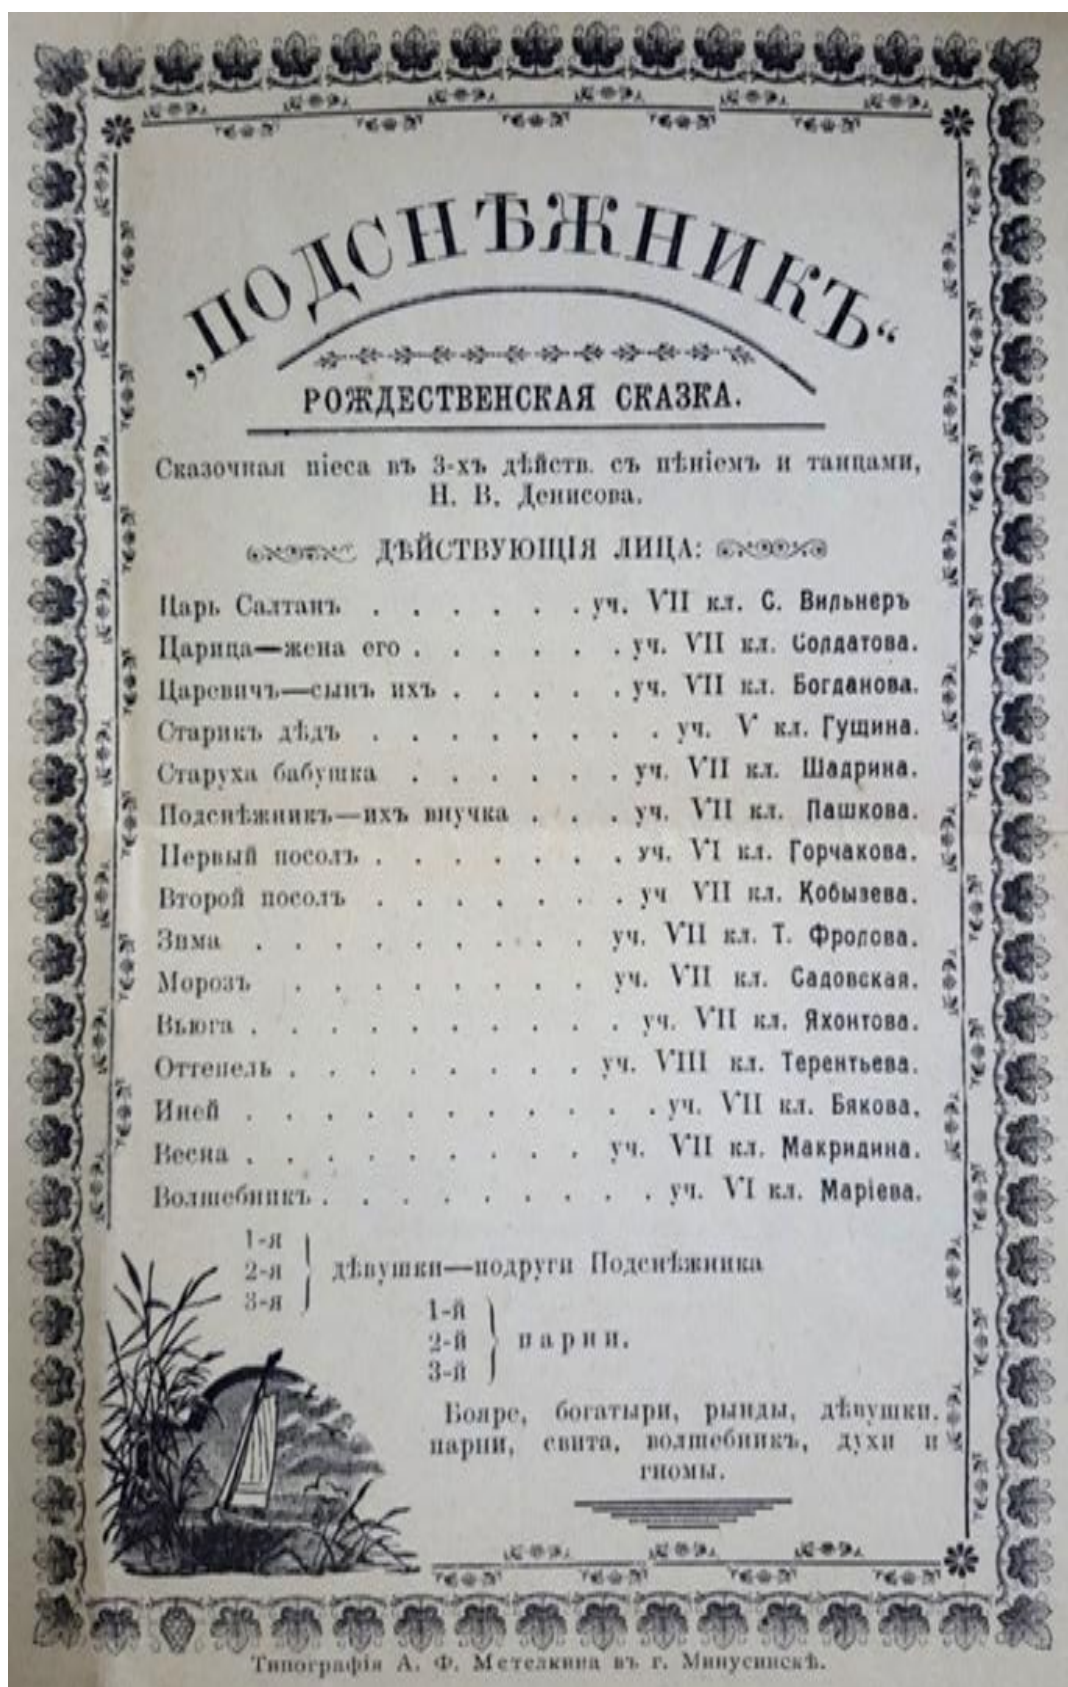 „ПОДСНѢЖНИКЪ“
РОЖДЕСТВЕНСКАЯ СКАЗКА.
Сказочная піеса въ 3-хъ дѣйств. съ пѣніемъ и танцами,
Н. В. Денисова.
ДѢЙСТВУЮЩІЯ ЛИЦА:
Царь Салтанъ . . . . . . уч. VII кл. С. Вильнеръ
Царица—жена его . . . . . . уч. VII кл. Солдатова.
Царевичъ—сынъ ихъ . . . . . уч. VII кл. Богданова.
Старикъ дѣдъ . . . . . . . . уч. V кл. Гущина.
Старуха бабушка . . . . . . уч. VII кл. Шадрина.
Подснѣжникъ—ихъ внучка . . . уч. VII кл. Пашкова.
Первый посолъ . . . . . . . уч. VI кл. Горчакова.
Второй посолъ . . . . . . . уч VII кл. Кобызева.
Зима . . . . . . . . . уч. VII кл. Т. Фролова.
Морозъ . . . . . . . . уч. VII кл. Садовская.
Вьюга . . . . . . . . . . уч. VII кл. Яхонтова.
Оттепель . . . . . . . . уч. VIII кл. Терентьева.
Иней . . . . . . . . . . . уч. VII кл. Бякова.
Весна . . . . . . . . . уч. VII кл. Макридина.
Волшебникъ . . . . . . . . . уч. VI кл. Маріева.
1-я
2-я } дѣвушки—подруги Подснѣжника
3-я
1-й
2-й } парни.
3-й
Бояре, богатыри, рынды, дѣвушки.
парни, свита, волшебникъ, духи и
гномы.
Типографія А. Ф. Метелкина въ г. Минусинскѣ.